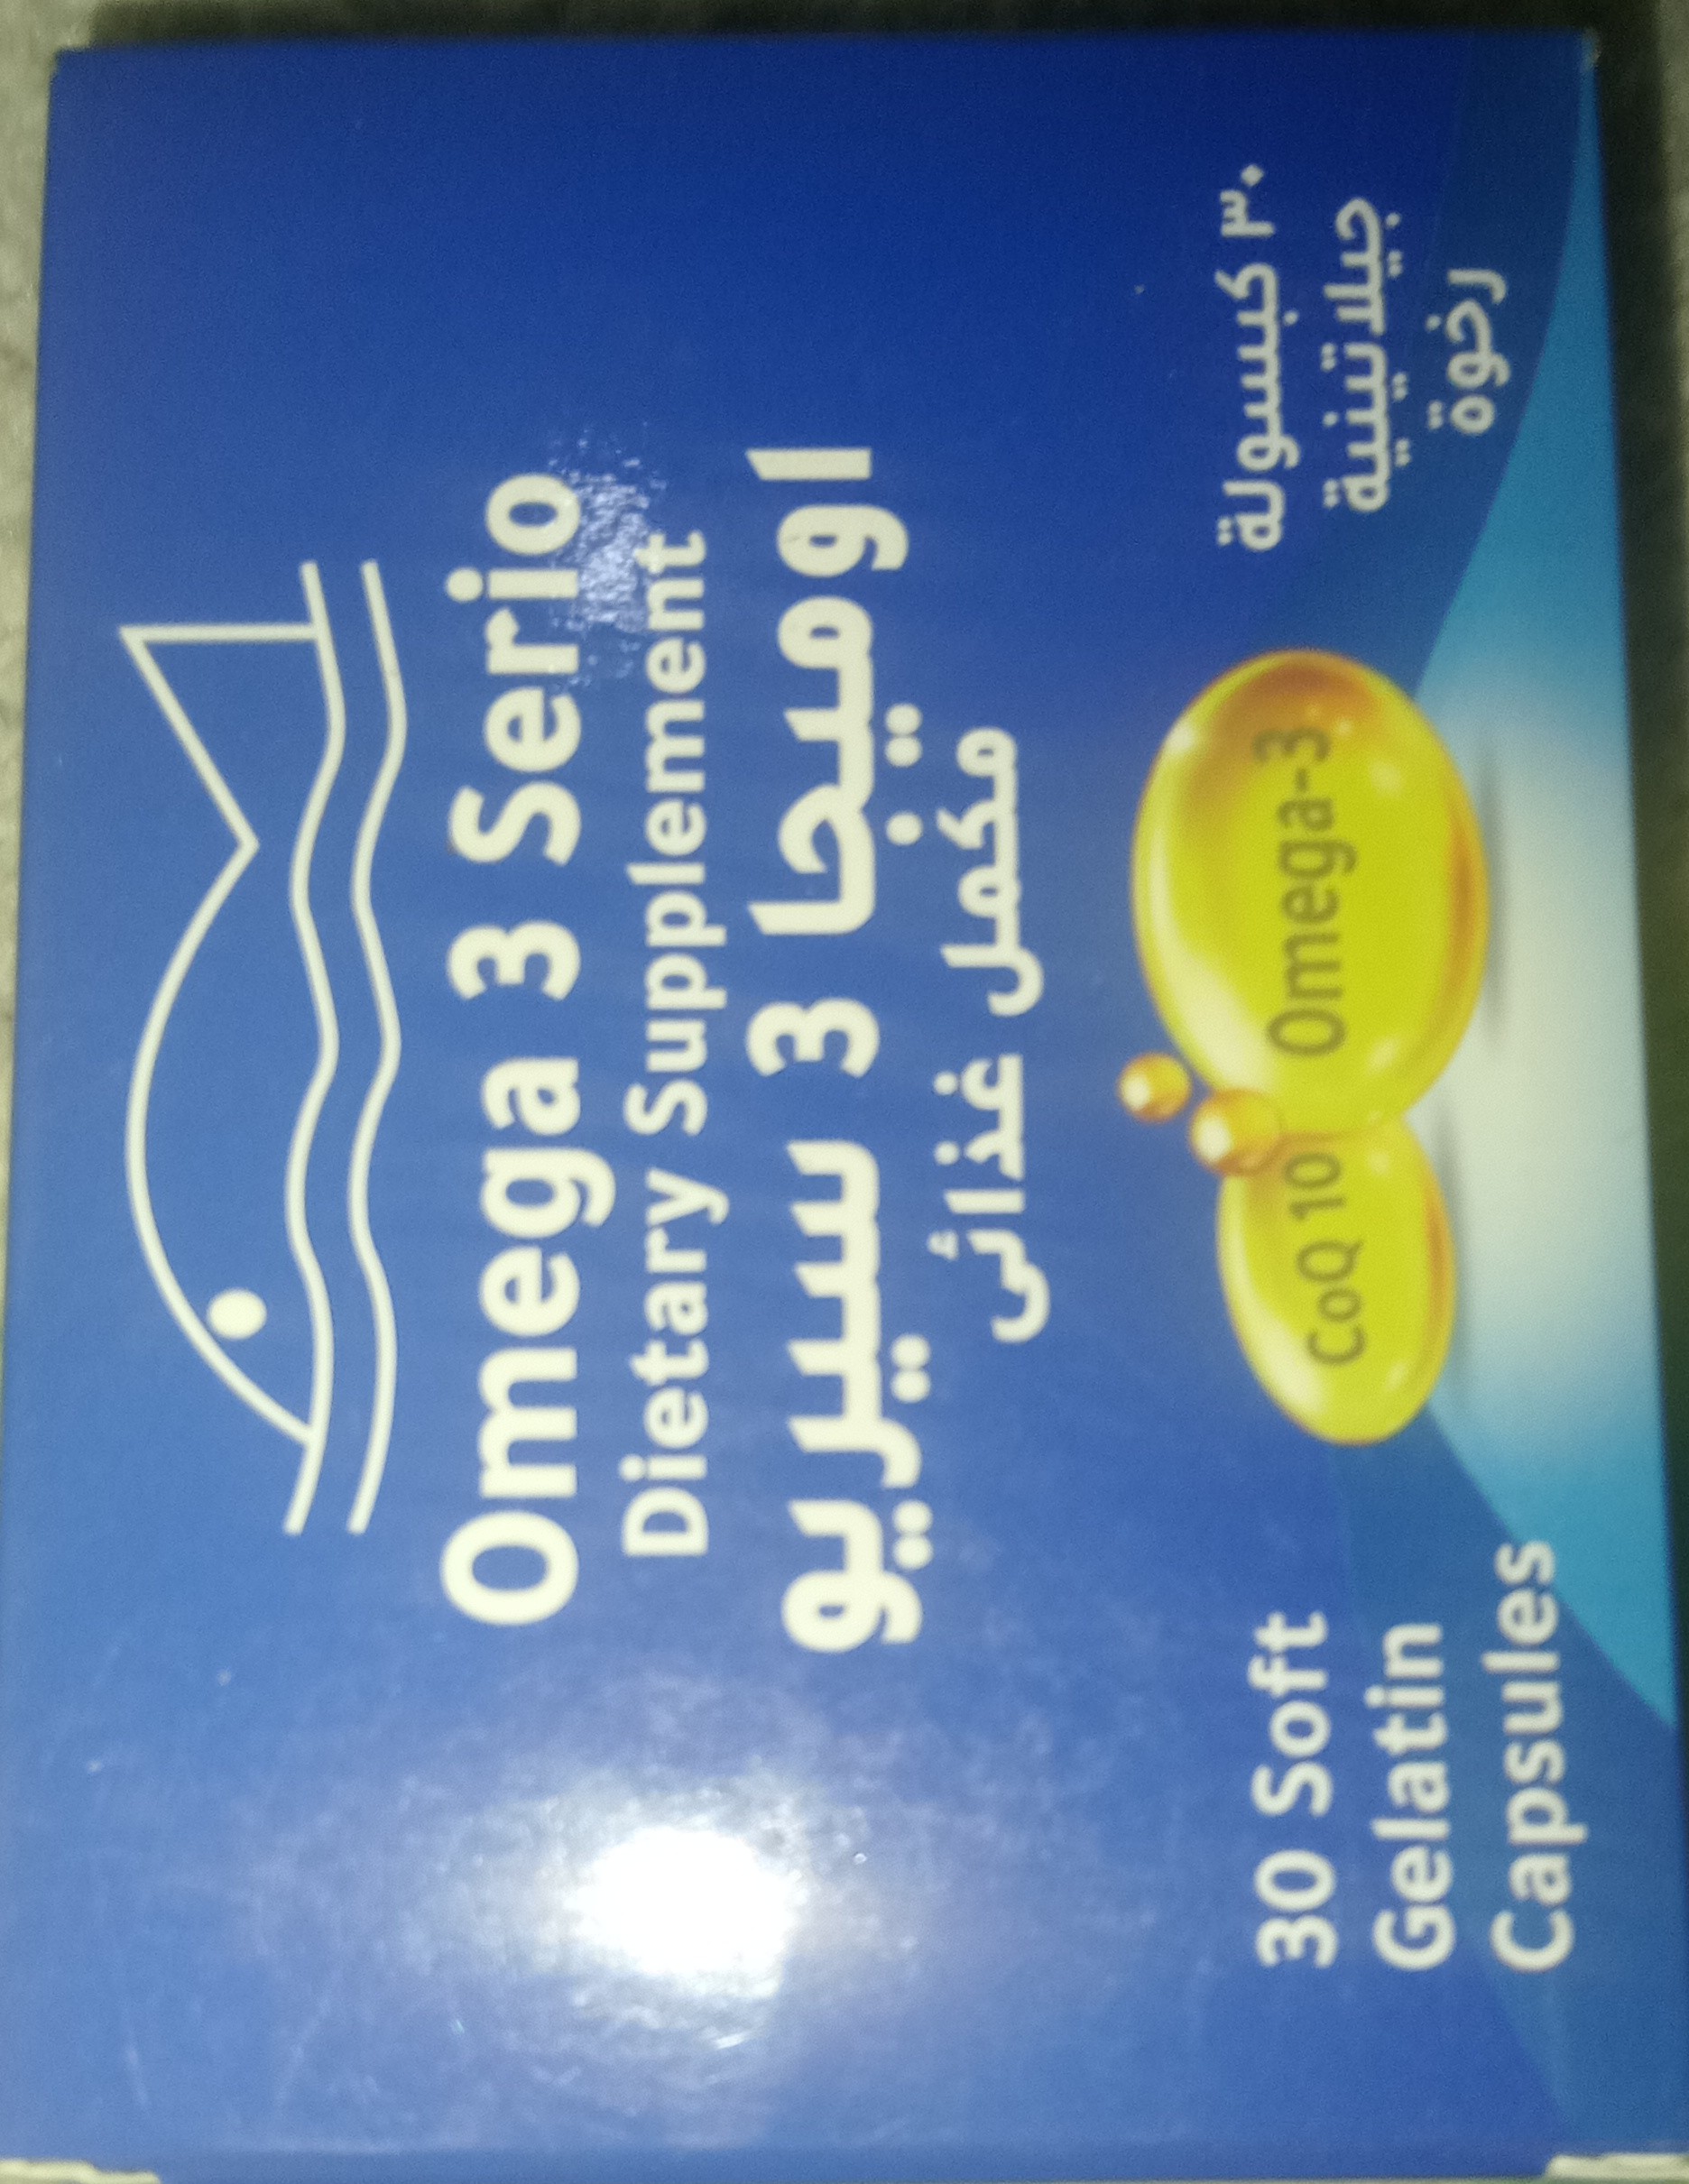 Omega 3 Serio
Dietary Supplement
اوميجا 3 سيريو
مكمل غذائى
CoQ 10
Omega-3
30 Soft
Gelatin
Capsules
٣٠ كبسولة
جيلاتينية
رخوة